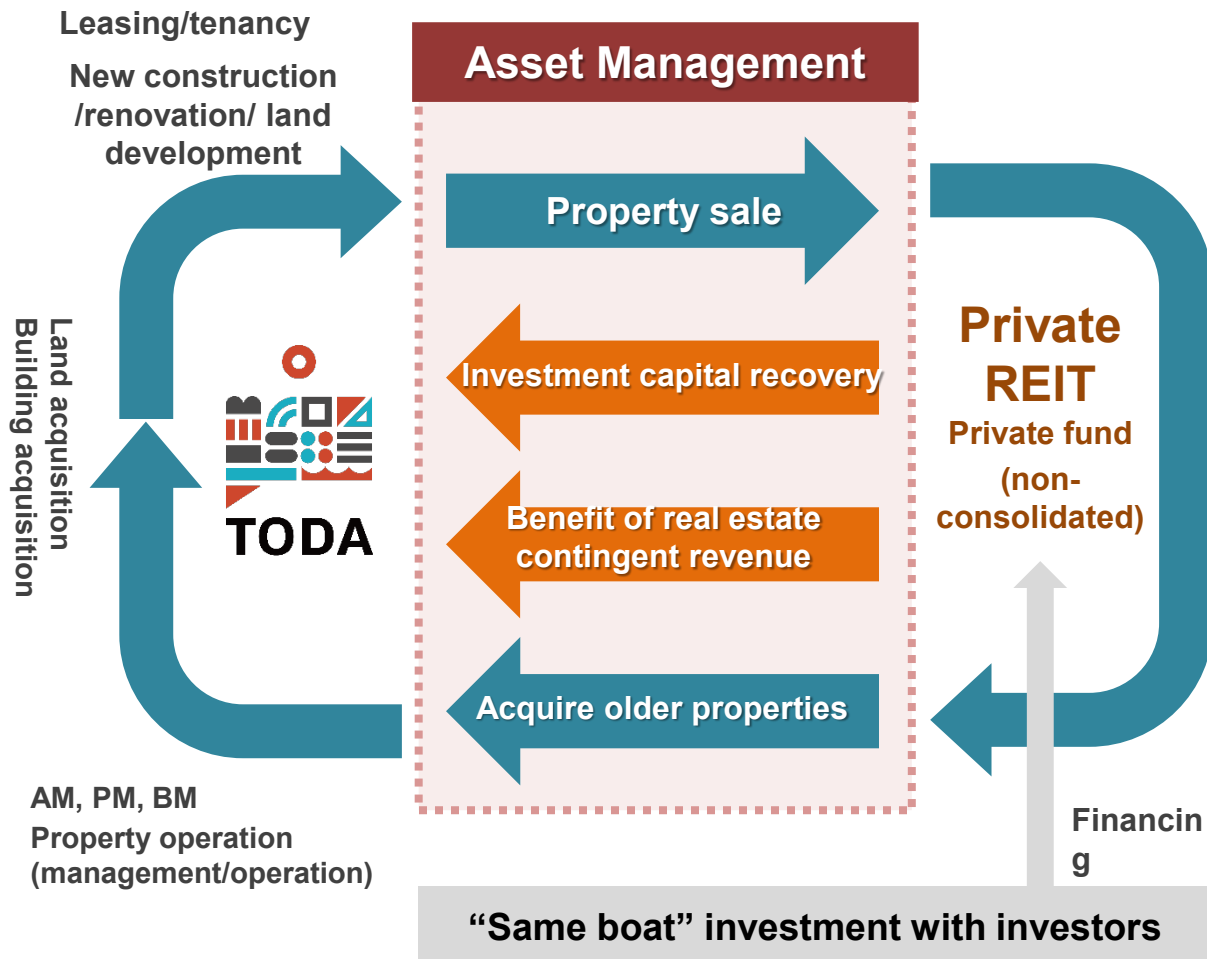 Leasing/tenancy
New construction
/renovation/ land
development
Asset Management
Property sale
Land acquisition
Building acquisition
TODA
Investment capital recovery
Benefit of real estate
contingent revenue
Acquire older properties
Private
REIT
Private fund
(non-
consolidated)
AM, PM, BM
Property operation
(management/operation)
Financin
g
“Same boat” investment with investors